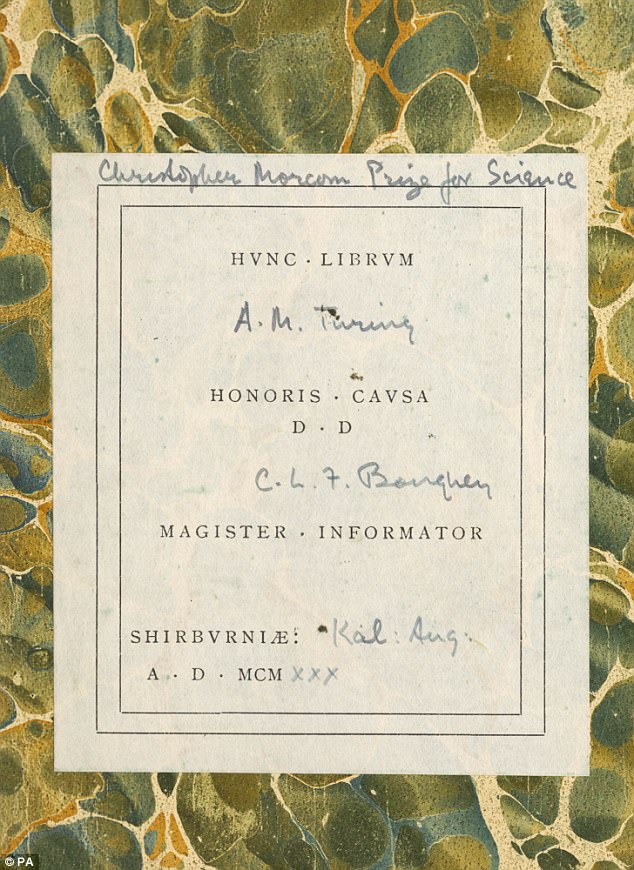 Christopher Morcom Prize for Science
HVNC · LIBRVM
A. M. Turing
HONORIS · CAVSA
D · D
C. L. F. Boughey
MAGISTER · INFORMATOR
SHIRBVRNIÆ: Kal: Aug:
A · D · MCMXXX
© PA